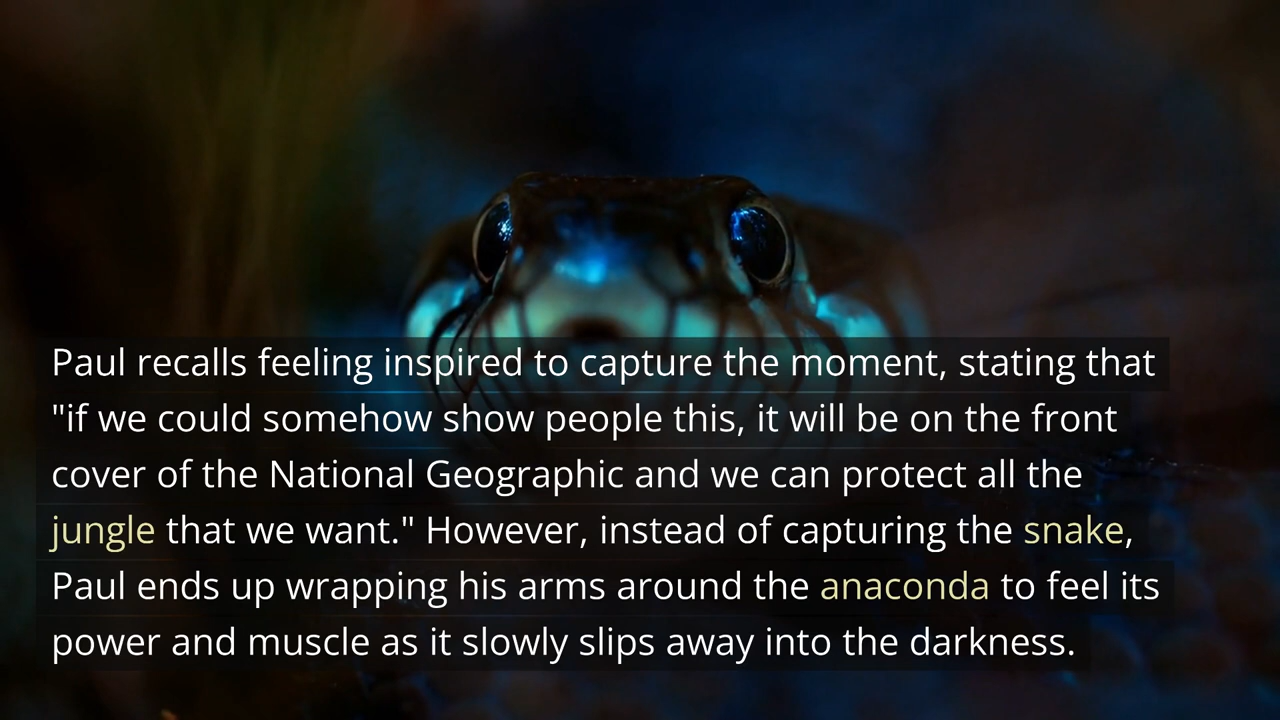 Paul recalls feeling inspired to capture the moment, stating that
"if we could somehow show people this, it will be on the front
cover of the National Geographic and we can protect all the
jungle that we want." However, instead of capturing the snake,
Paul ends up wrapping his arms around the anaconda to feel its
power and muscle as it slowly slips away into the darkness.